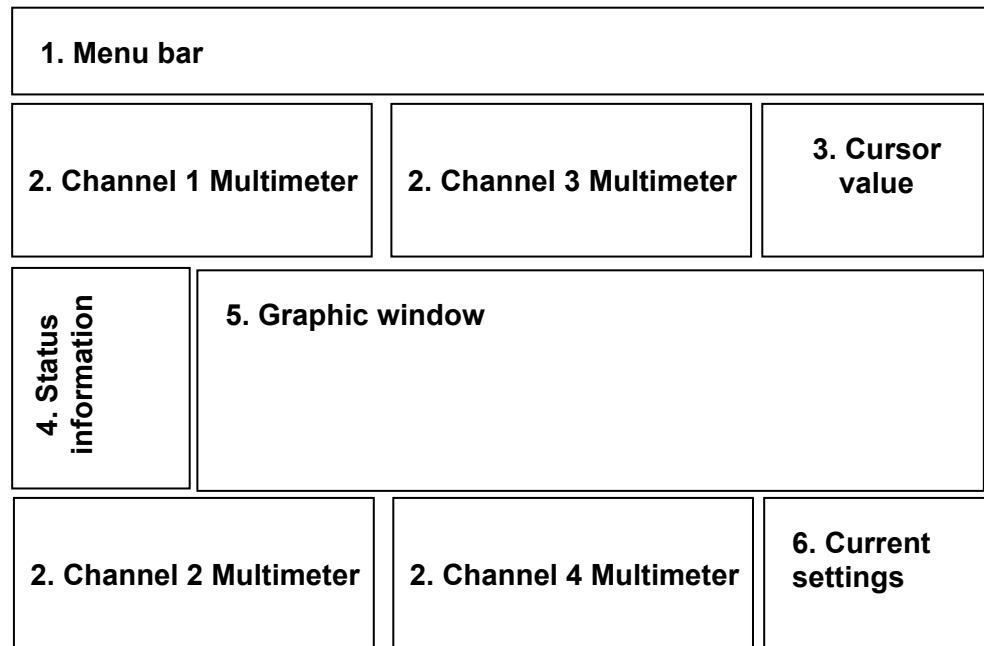 1. Menu bar
2. Channel 1 Multimeter
2. Channel 3 Multimeter
3. Cursor
value
4. Status
information
5. Graphic window
2. Channel 2 Multimeter
2. Channel 4 Multimeter
6. Current
settings